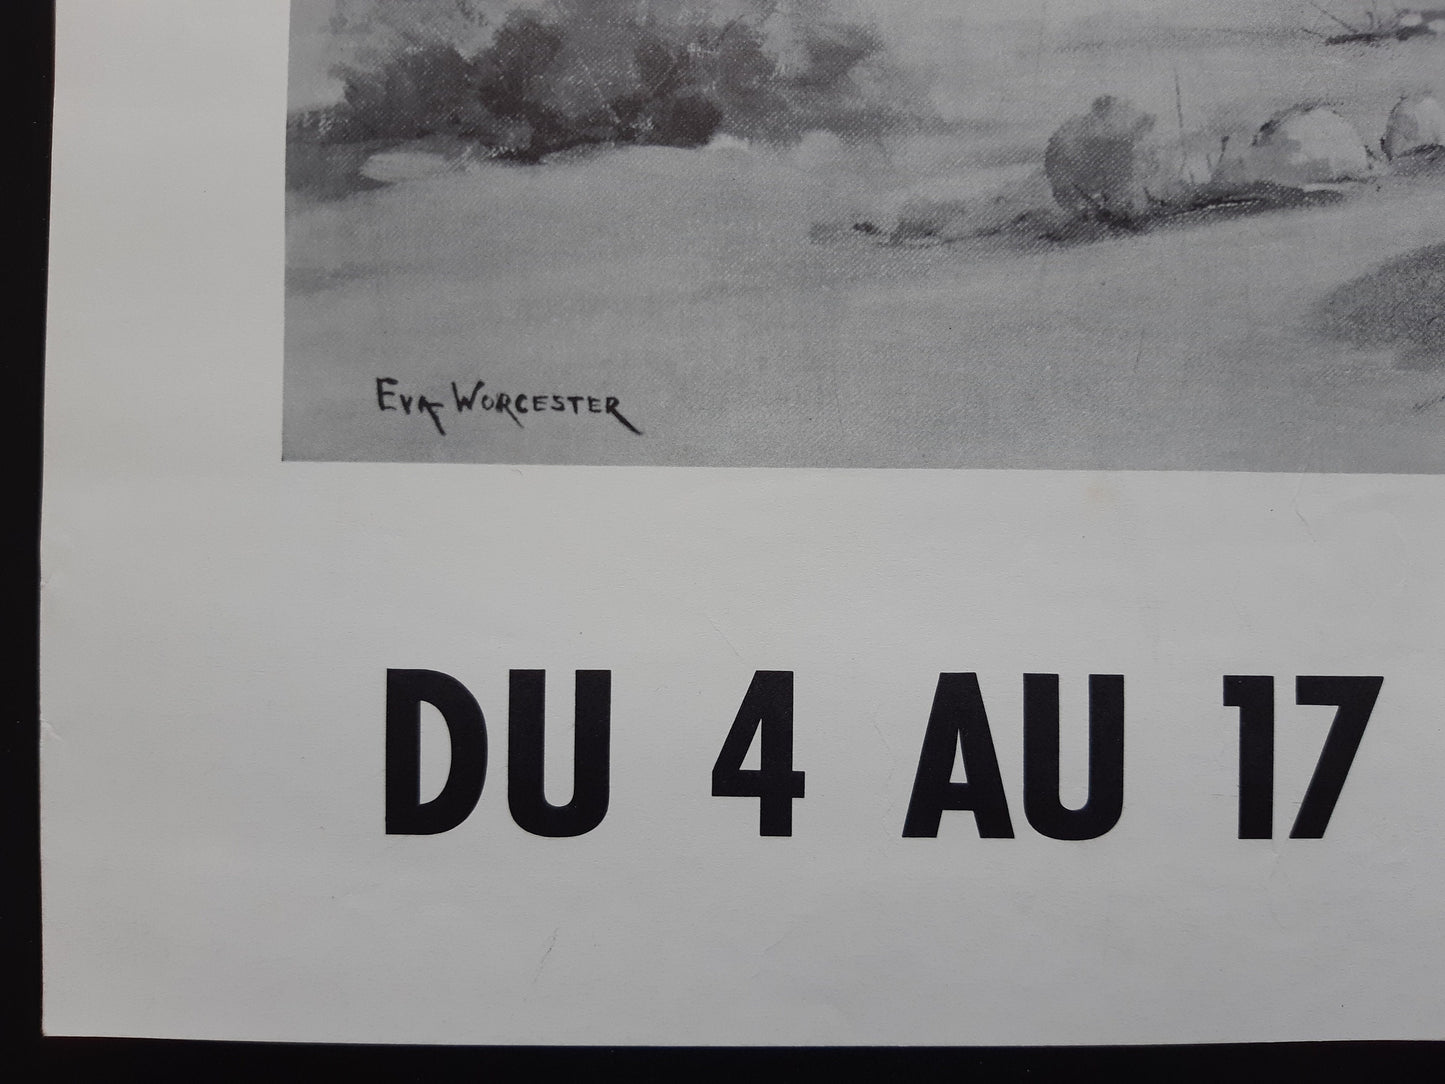 Eva Worcester
DU 4 AU 17